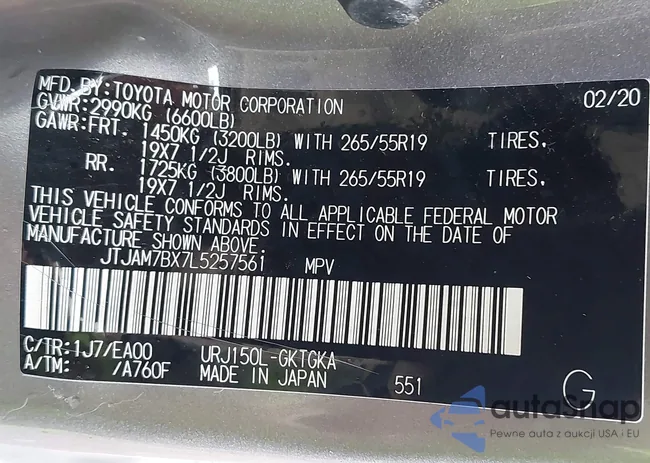 MFD. BY: TOYOTA MOTOR CORPORATION 02/20
GVWR: 2990KG (6600LB)
GAWR: FRT. 1450KG (3200LB) WITH 265/55R19 TIRES,
19X7 1/2J RIMS.
RR. 1725KG (3800LB) WITH 265/55R19 TIRES,
19X7 1/2J RIMS.
THIS VEHICLE CONFORMS TO ALL APPLICABLE FEDERAL MOTOR
VEHICLE SAFETY STANDARDS IN EFFECT ON THE DATE OF
MANUFACTURE SHOWN ABOVE.
JTJAM7BX7L5257561 MPV
C/TR: 1J7/EA00 URJ150L-GKTGKA
A/TM: /A760F MADE IN JAPAN 551 G
autoSnap
Pewne auta z aukcji USA i EU